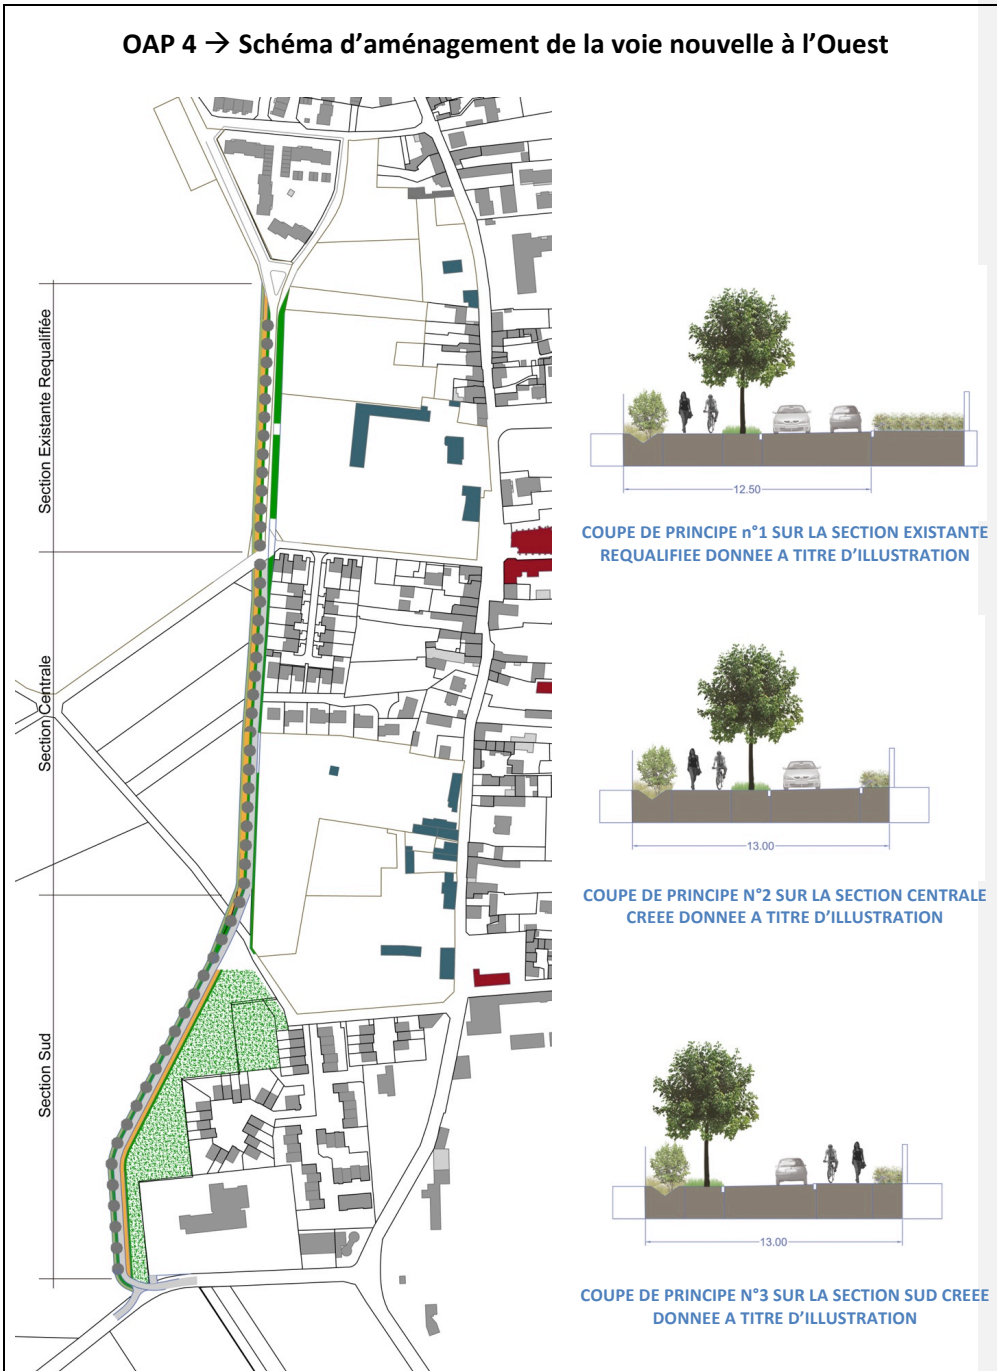 OAP 4 → Schéma d’aménagement de la voie nouvelle à l’Ouest
Section Existante Requalifiée
Section Centrale
Section Sud
12.50
COUPE DE PRINCIPE n°1 SUR LA SECTION EXISTANTE
REQUALIFIEE DONNEE A TITRE D’ILLUSTRATION
13.00
COUPE DE PRINCIPE N°2 SUR LA SECTION CENTRALE
CREEE DONNEE A TITRE D’ILLUSTRATION
13.00
COUPE DE PRINCIPE N°3 SUR LA SECTION SUD CREEE
DONNEE A TITRE D’ILLUSTRATION